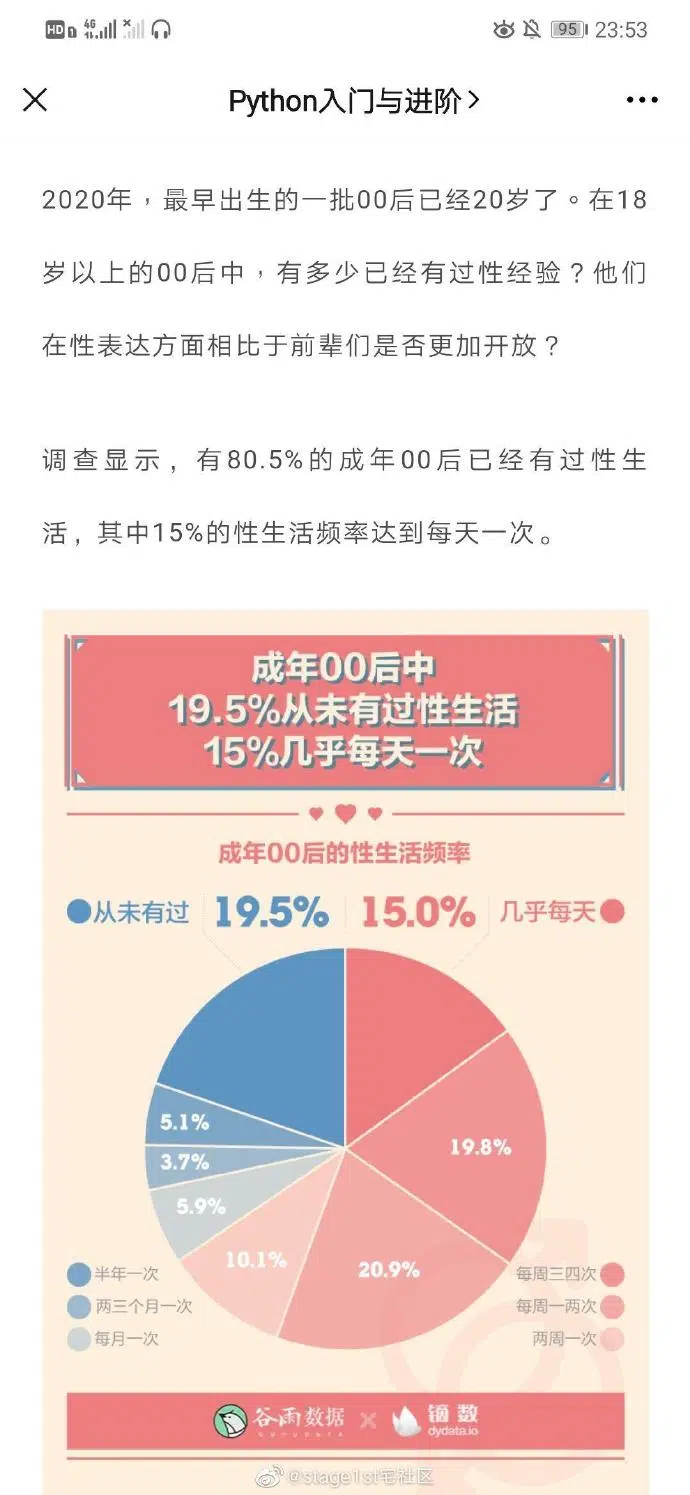 HD 4G 95 23:53
Python入门与进阶
2020年，最早出生的一批00后已经20岁了。在18
岁以上的00后中，有多少已经有过性经验？他们
在性表达方面相比于前辈们是否更加开放？
调查显示，有80.5%的成年00后已经有过性生
活，其中15%的性生活频率达到每天一次。
成年00后中
19.5%从未有过性生活
15%几乎每天一次
成年00后的性生活频率
从未有过 19.5% 15.0% 几乎每天
5.1%
19.8%
3.7%
5.9%
10.1%
20.9%
半年一次 每周三四次
两三个月一次 每周一两次
每月一次 两周一次
谷雨数据 × 镝数
GUYUDATA dydata.io
@stage1st宅社区